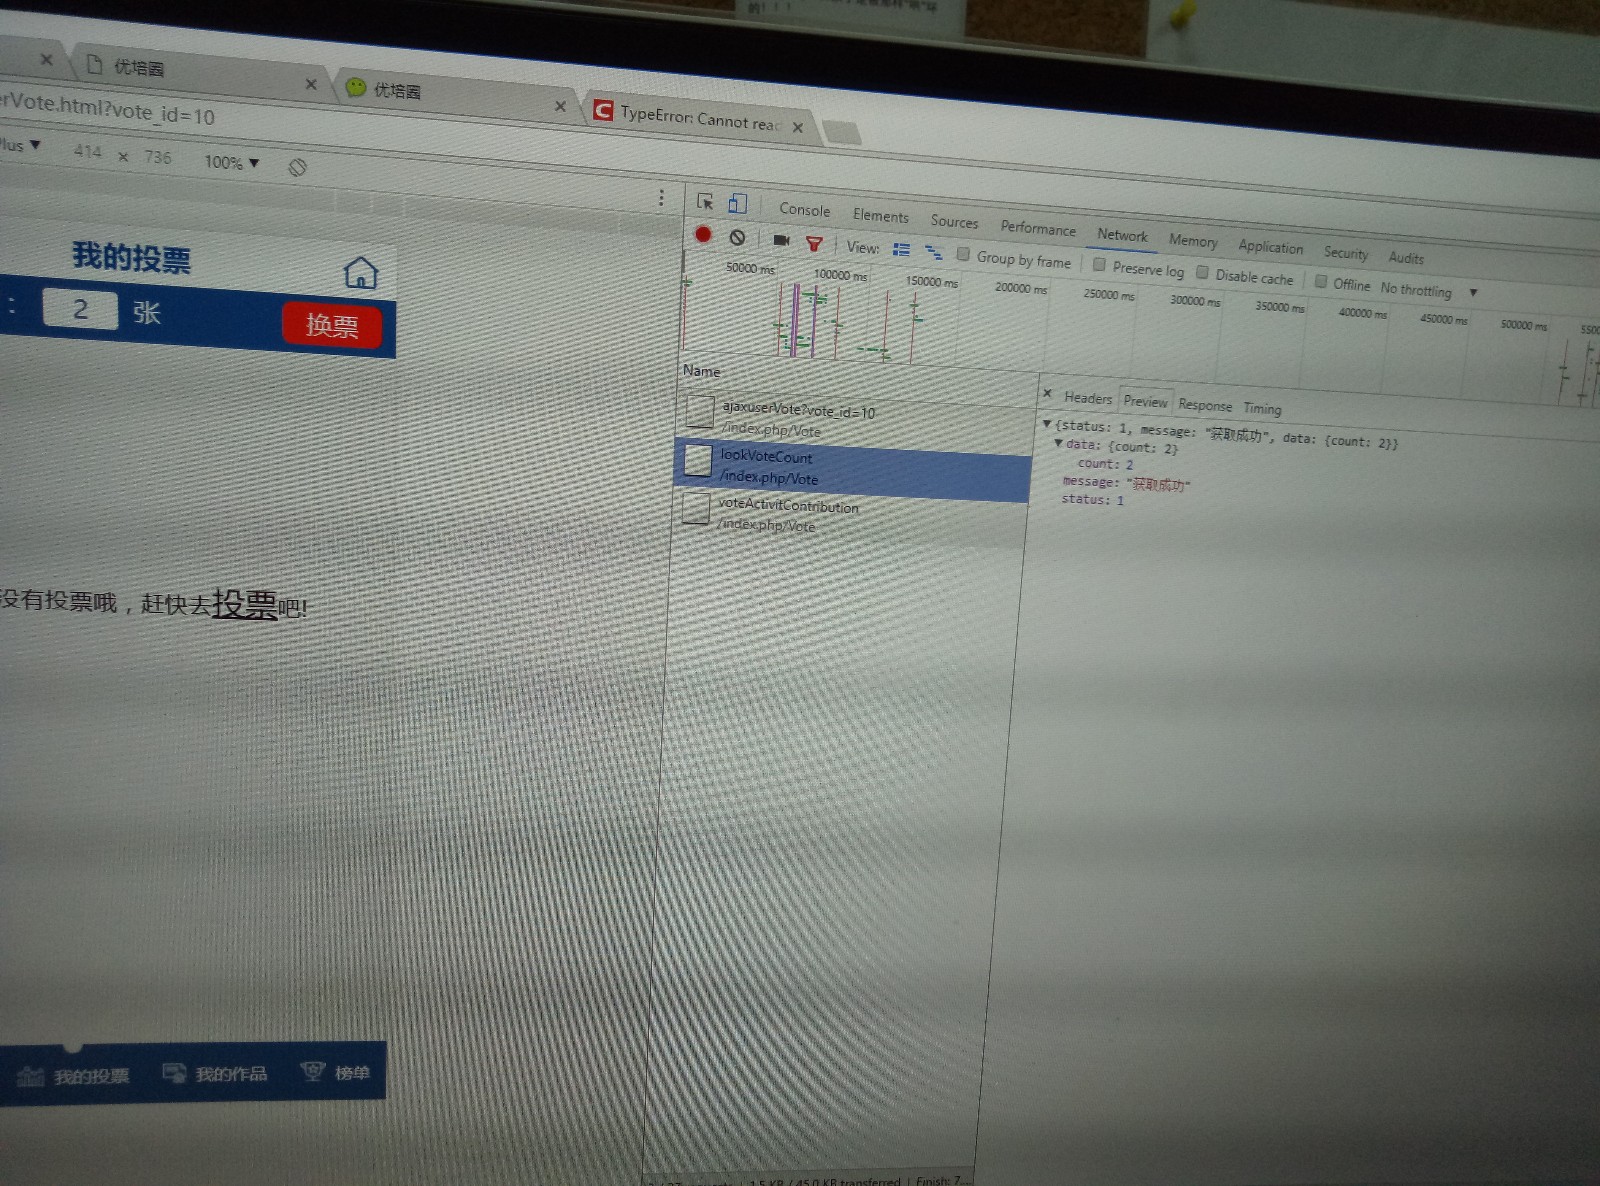 的！！！
优培圈
优培圈
TypeError: Cannot read
rVote.html?vote_id=10
lus ▼ 414 × 736 100% ▼
Console Elements Sources Performance Network Memory Application Security Audits
View: Group by frame Preserve log Disable cache Offline No throttling ▼
50000 ms 100000 ms 150000 ms 200000 ms 250000 ms 300000 ms 350000 ms 400000 ms 450000 ms 500000 ms 550
我的投票
: 2 张 换票
Name
ajaxuserVote?vote_id=10
/index.php/Vote
lookVoteCount
/index.php/Vote
voteActivitContribution
/index.php/Vote
× Headers Preview Response Timing
▼{status: 1, message: "获取成功", data: {count: 2}}
▼data: {count: 2}
count: 2
message: "获取成功"
status: 1
没有投票哦，赶快去投票吧!
我的投票 我的作品 榜单
1.5 KB / 45.0 KB transferred | Finish: 7...